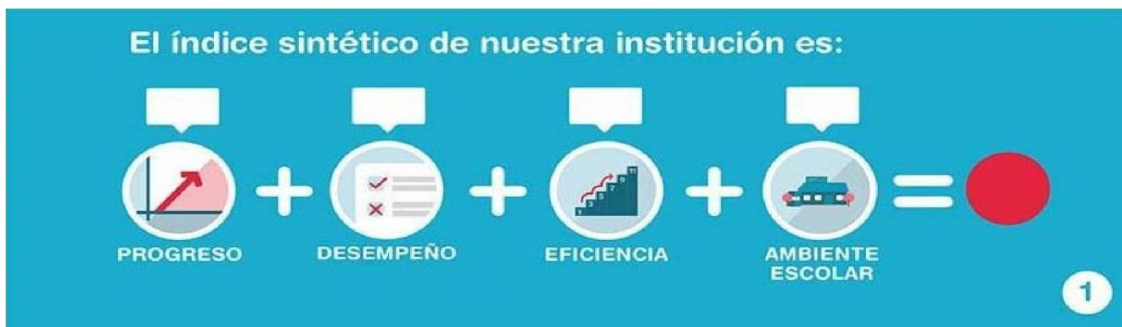 El índice sintético de nuestra institución es:
PROGRESO
DESEMPEÑO
EFICIENCIA
AMBIENTE
ESCOLAR
1